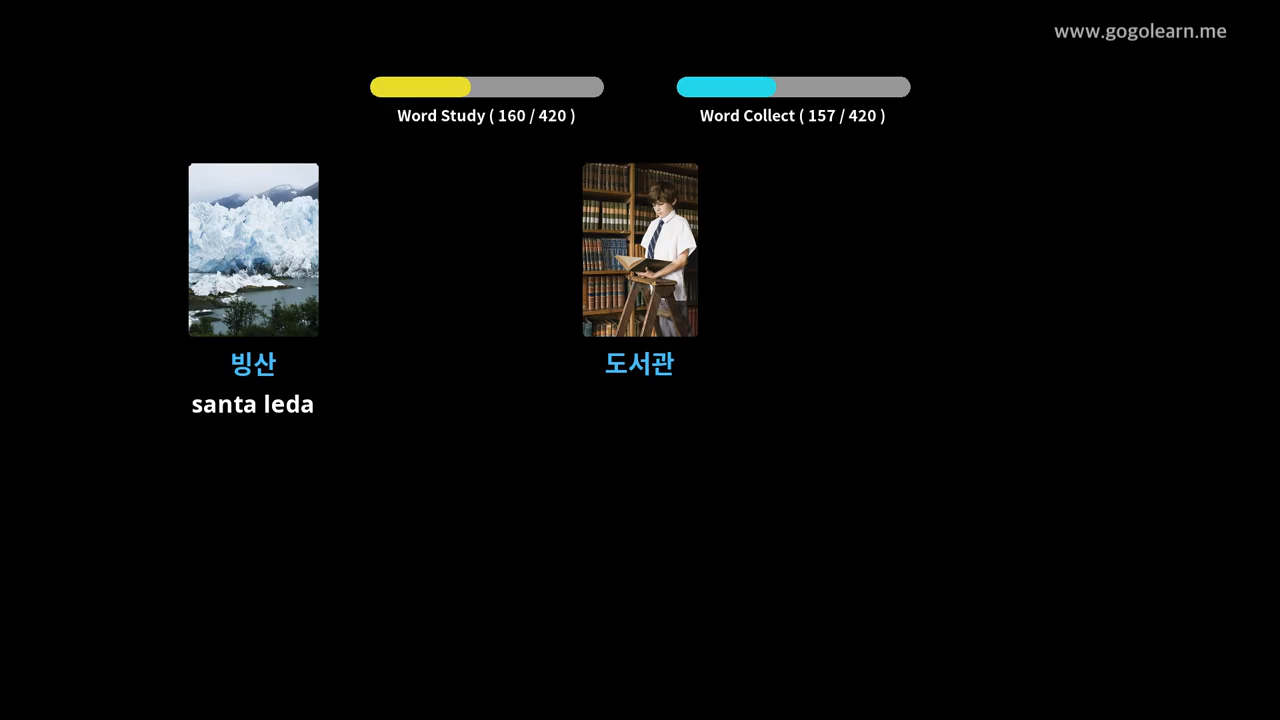 www.gogolearn.me
Word Study ( 160 / 420 )
Word Collect ( 157 / 420 )
빙산
santa leda
도서관